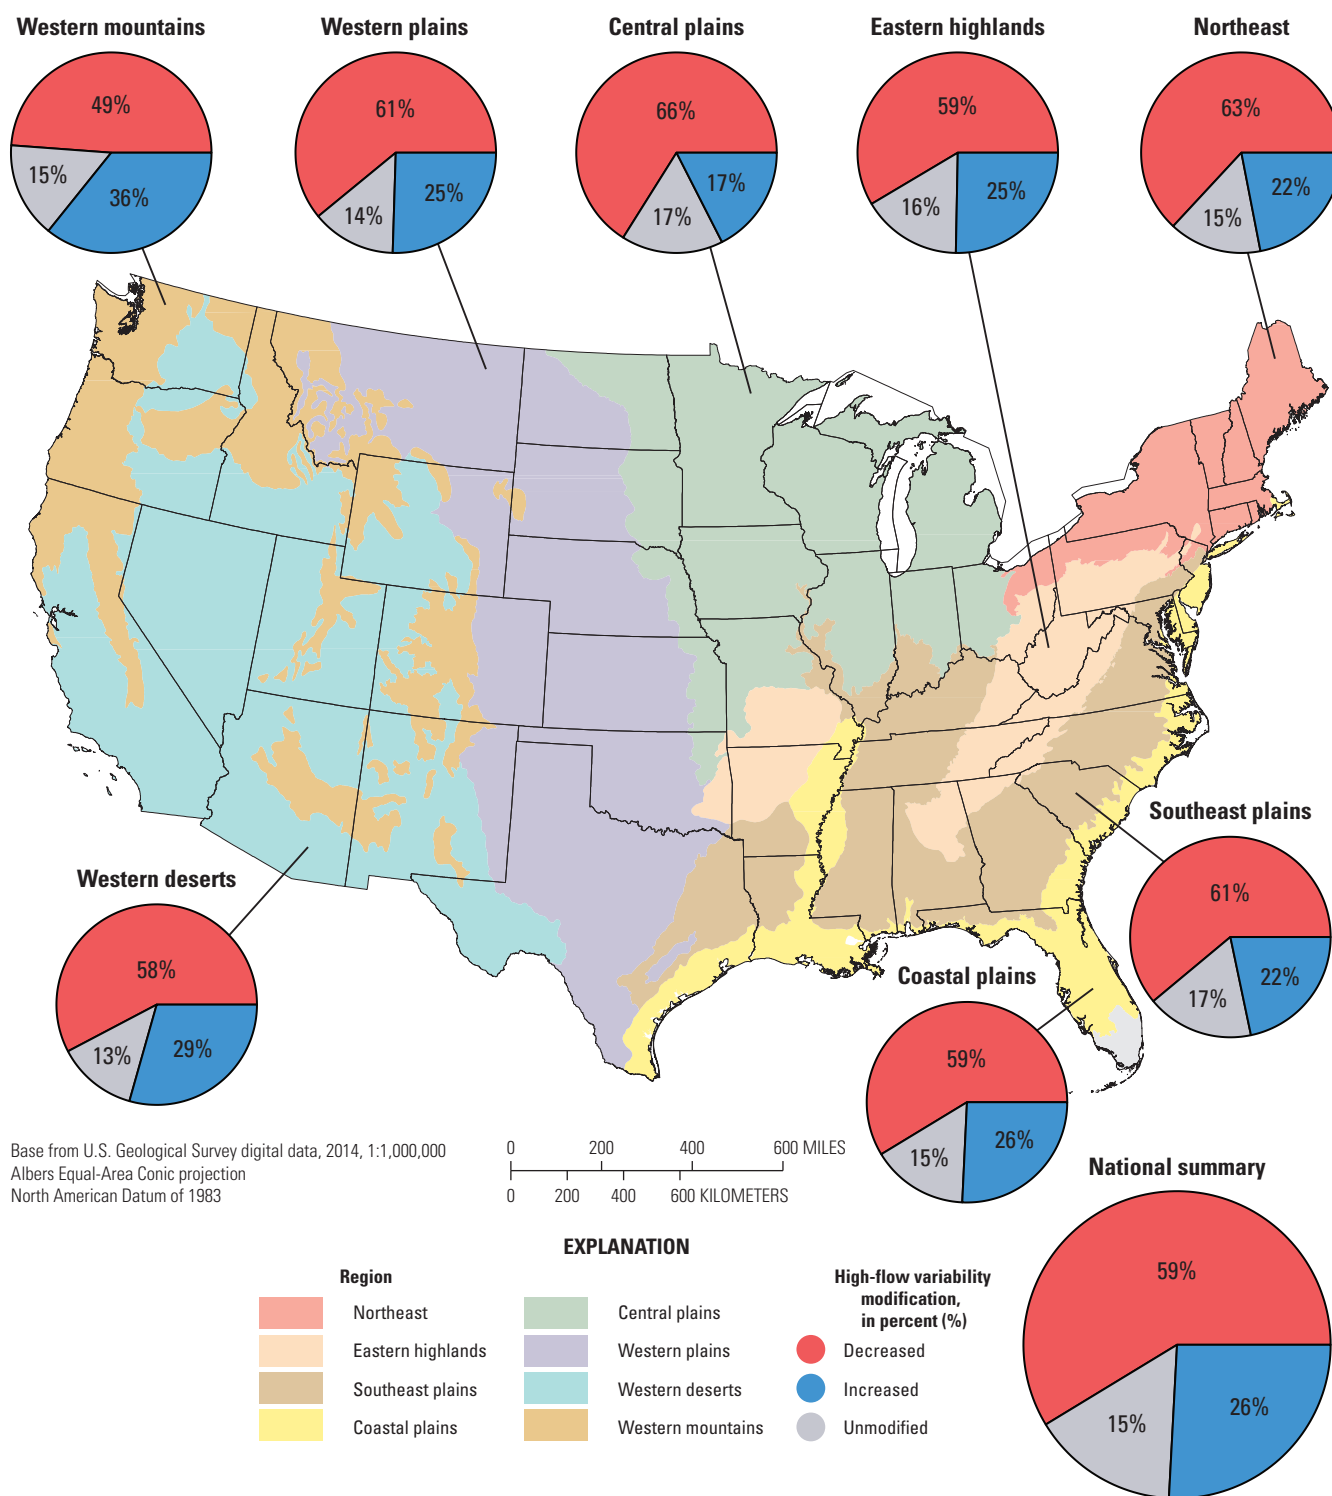 Western mountains
49%
15%
36%
Western plains
61%
14%
25%
Central plains
66%
17%
17%
Eastern highlands
59%
16%
25%
Northeast
63%
15%
22%
Southeast plains
61%
17%
22%
Western deserts
58%
13%
29%
Coastal plains
59%
15%
26%
National summary
59%
15%
26%
Base from U.S. Geological Survey digital data, 2014, 1:1,000,000
Albers Equal-Area Conic projection
North American Datum of 1983
0 200 400 600 MILES
0 200 400 600 KILOMETERS
EXPLANATION
Region
Northeast
Eastern highlands
Southeast plains
Coastal plains
Central plains
Western plains
Western deserts
Western mountains
High-flow variability
modification,
in percent (%)
Decreased
Increased
Unmodified